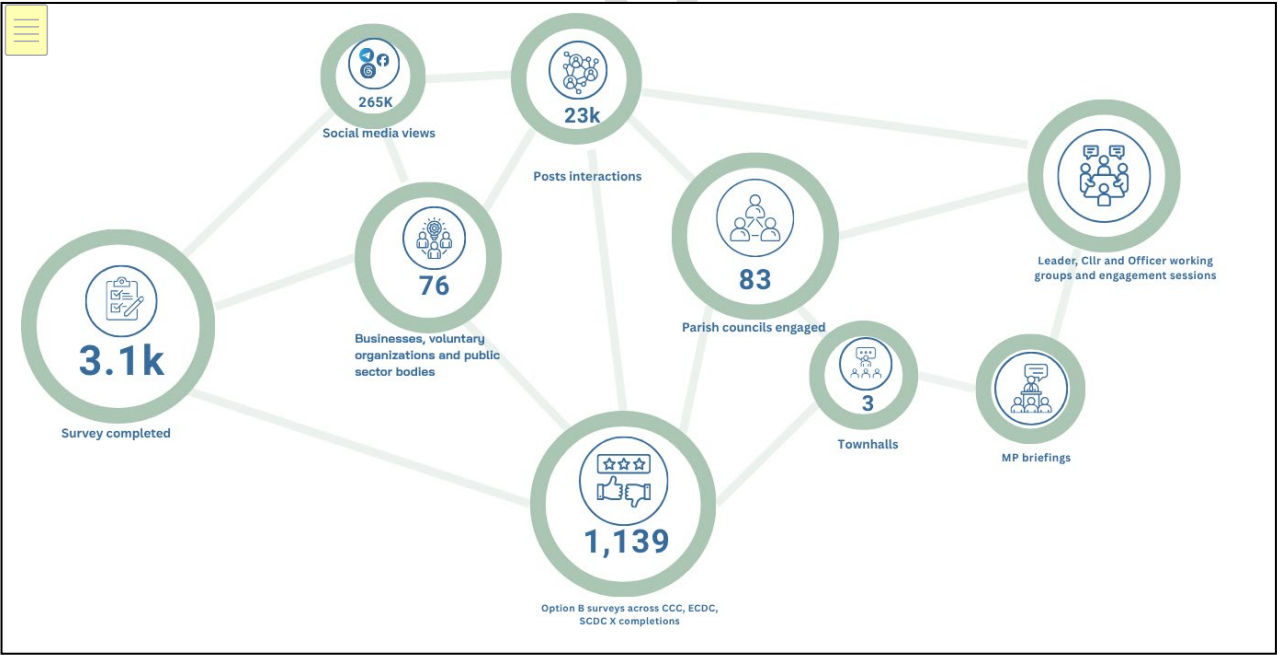 265K
Social media views
23k
Posts interactions
Leader, Cllr and Officer working
groups and engagement sessions
76
Businesses, voluntary
organizations and public
sector bodies
83
Parish councils engaged
3.1k
Survey completed
3
Townhalls
MP briefings
1,139
Option B surveys across CCC, ECDC,
SCDC X completions